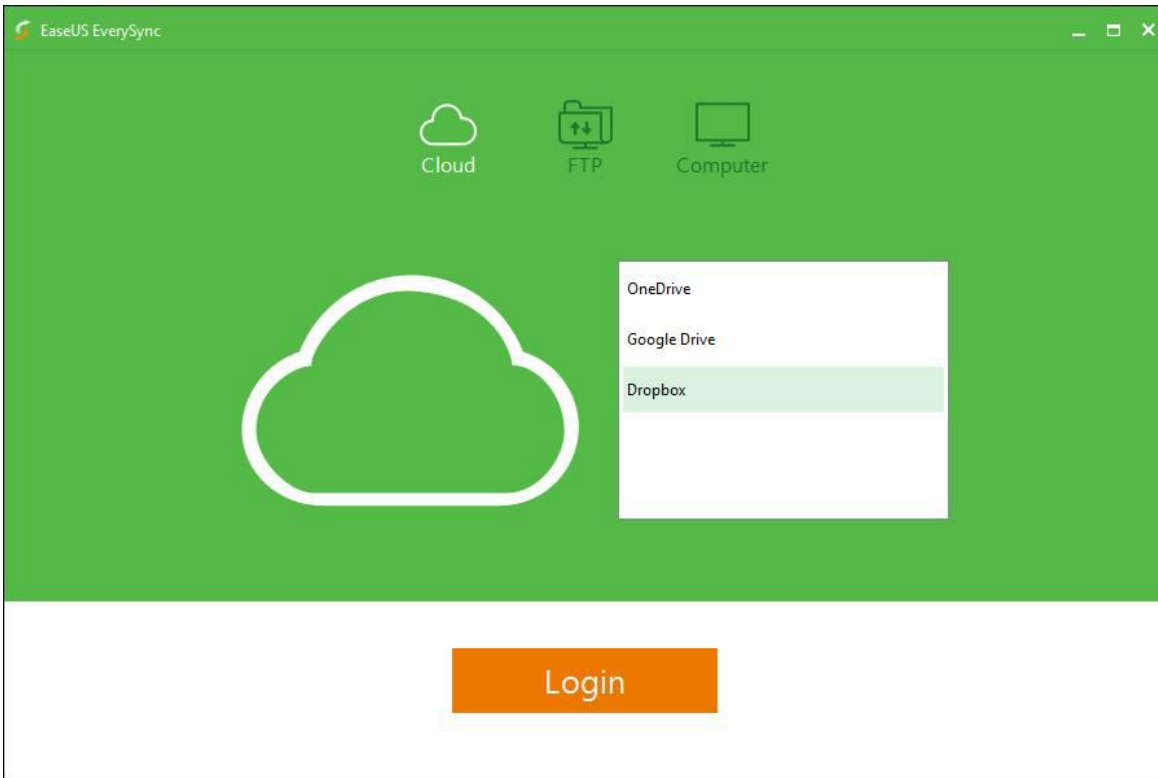 EaseUS EverySync
Cloud FTP Computer
OneDrive
Google Drive
Dropbox
Login